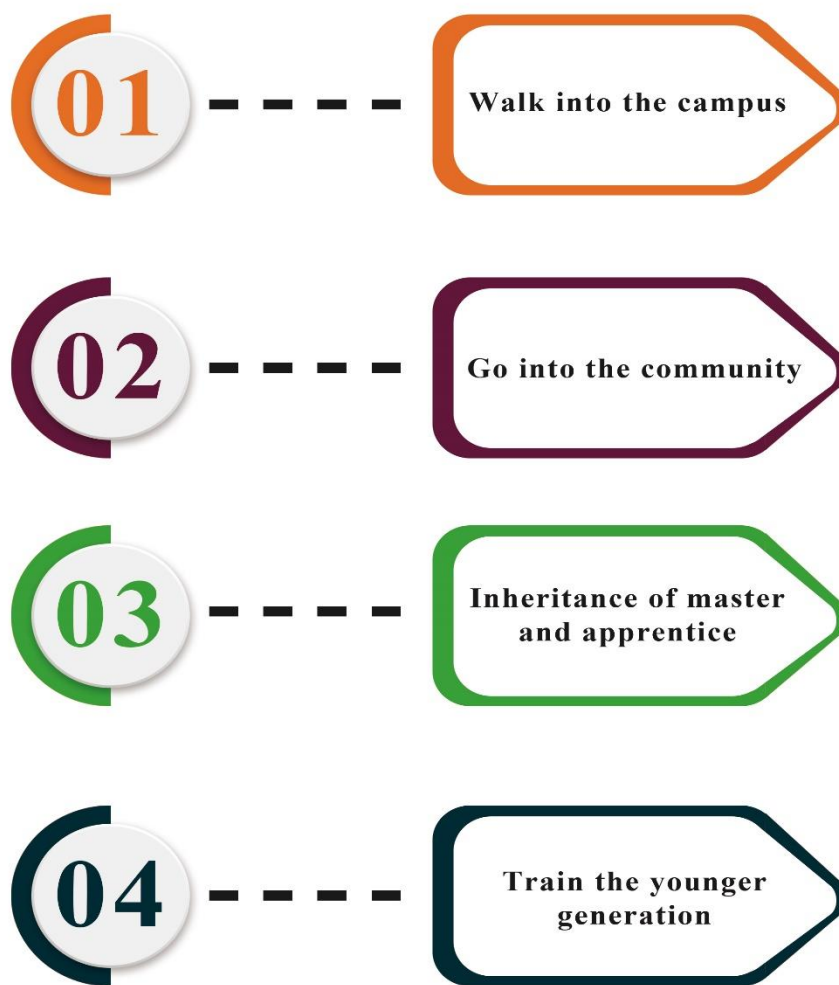 01
Walk into the campus
02
Go into the community
03
Inheritance of master
and apprentice
04
Train the younger
generation